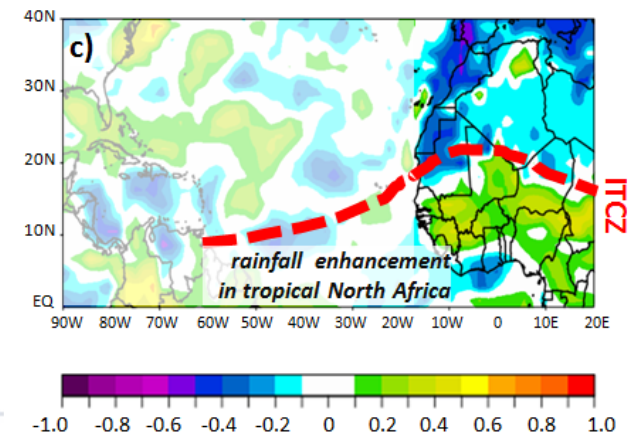 40N
c)
30N
20N
10N
EQ
ITCZ
rainfall enhancement
in tropical North Africa
90W 80W 70W 60W 50W 40W 30W 20W 10W 0 10E 20E
-1.0 -0.8 -0.6 -0.4 -0.2 0 0.2 0.4 0.6 0.8 1.0